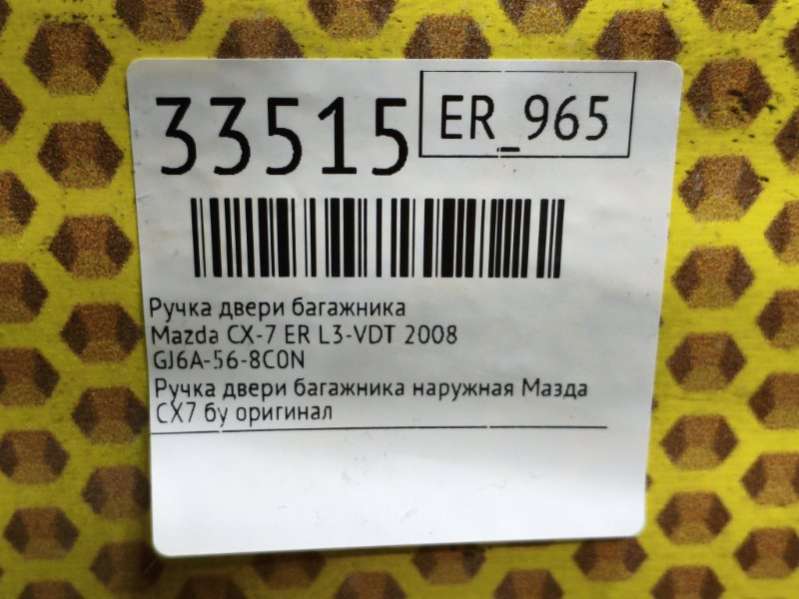 33515
ER_965
Ручка двери багажника
Mazda CX-7 ER L3-VDT 2008
GJ6A-56-8C0N
Ручка двери багажника наружная Мазда
СХ7 бу оригинал